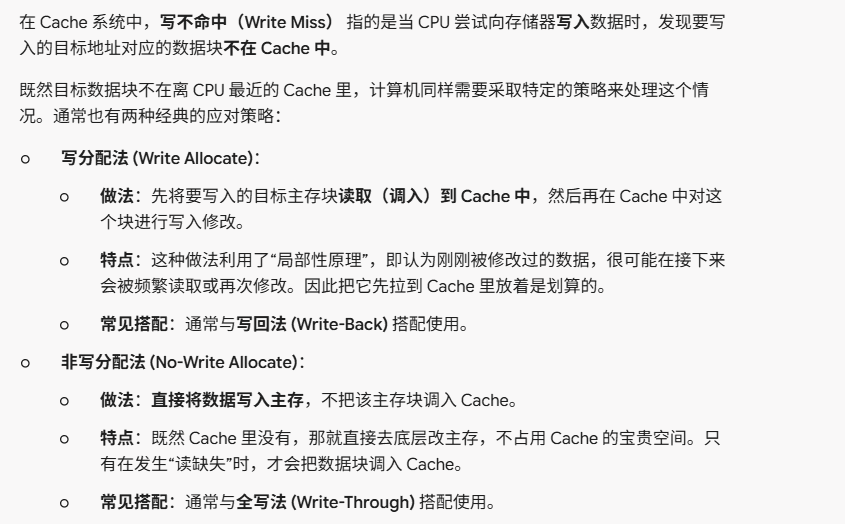 在 Cache 系统中，写不命中（Write Miss） 指的是当 CPU 尝试向存储器写入数据时，发现要写
入的目标地址对应的数据块不在 Cache 中。
既然目标数据块不在离 CPU 最近的 Cache 里，计算机同样需要采取特定的策略来处理这个情
况。通常也有两种经典的应对策略：
写分配法 (Write Allocate)：
做法：先将要写入的目标主存块读取（调入）到 Cache 中，然后再在 Cache 中对这
个块进行写入修改。
特点：这种做法利用了“局部性原理”，即认为刚刚被修改过的数据，很可能在接下来
会被频繁读取或再次修改。因此把它先拉到 Cache 里放着是划算的。
常见搭配：通常与写回法 (Write-Back) 搭配使用。
非写分配法 (No-Write Allocate)：
做法：直接将数据写入主存，不把该主存块调入 Cache。
特点：既然 Cache 里没有，那就直接去底层改主存，不占用 Cache 的宝贵空间。只
有在发生“读缺失”时，才会把数据块调入 Cache。
常见搭配：通常与全写法 (Write-Through) 搭配使用。